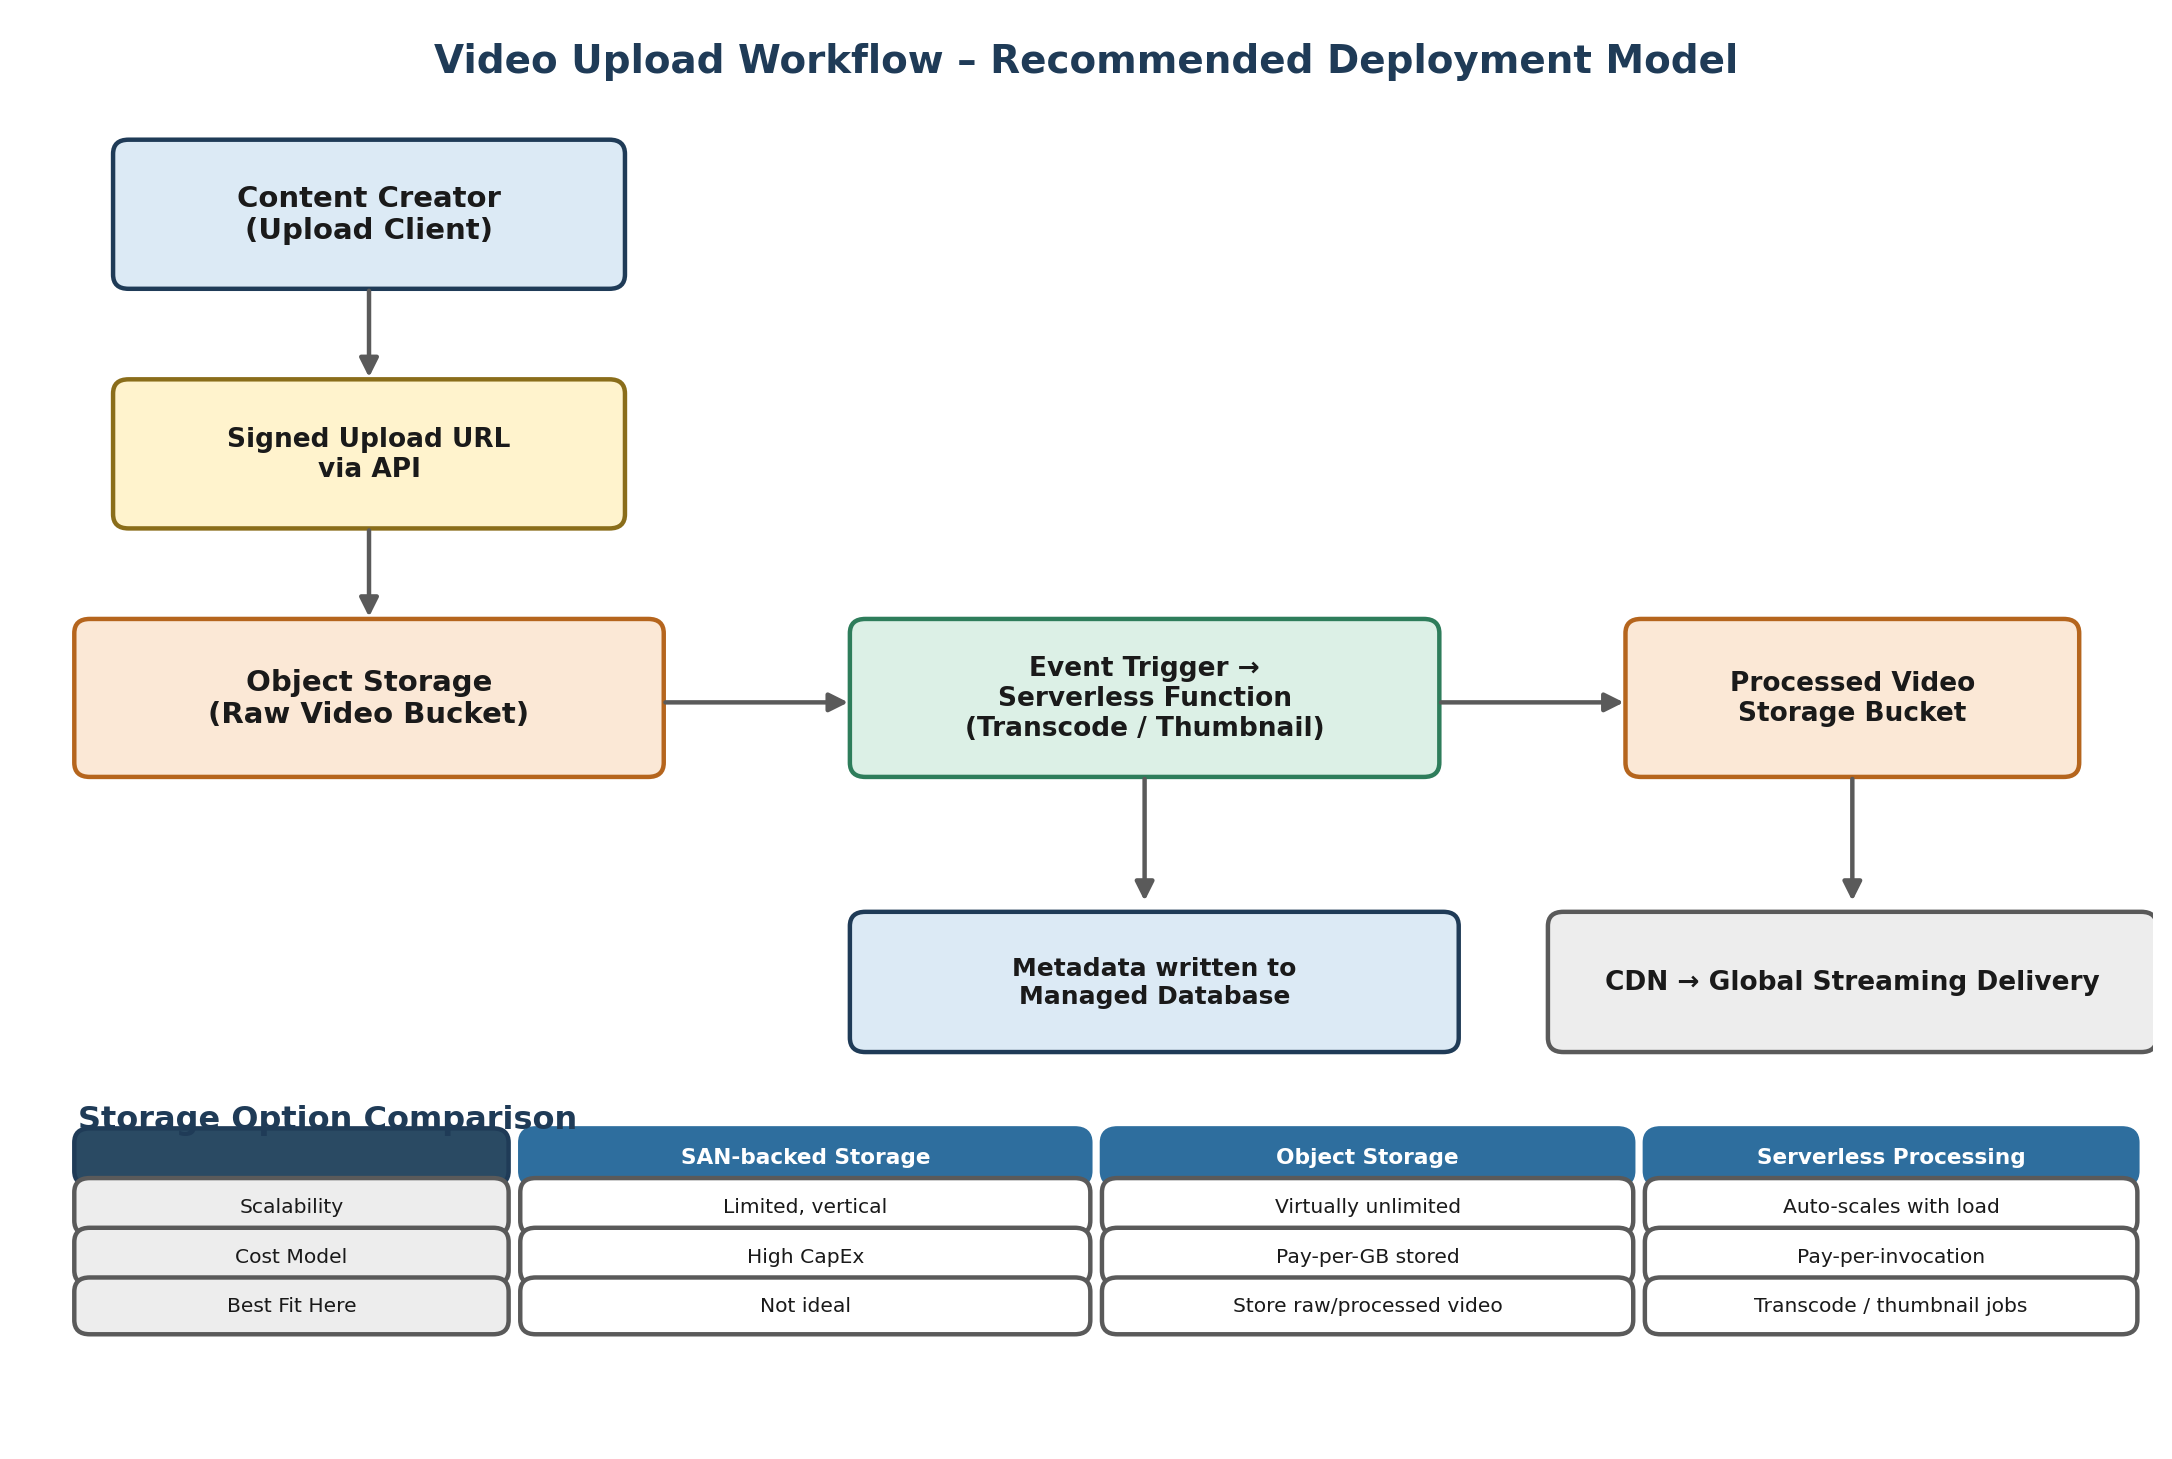 Video Upload Workflow – Recommended Deployment Model
Content Creator
(Upload Client)
Signed Upload URL
via API
Object Storage
(Raw Video Bucket)
Event Trigger →
Serverless Function
(Transcode / Thumbnail)
Processed Video
Storage Bucket
Metadata written to
Managed Database
CDN → Global Streaming Delivery
Storage Option Comparison
SAN-backed Storage
Object Storage
Serverless Processing
Scalability
Limited, vertical
Virtually unlimited
Auto-scales with load
Cost Model
High CapEx
Pay-per-GB stored
Pay-per-invocation
Best Fit Here
Not ideal
Store raw/processed video
Transcode / thumbnail jobs